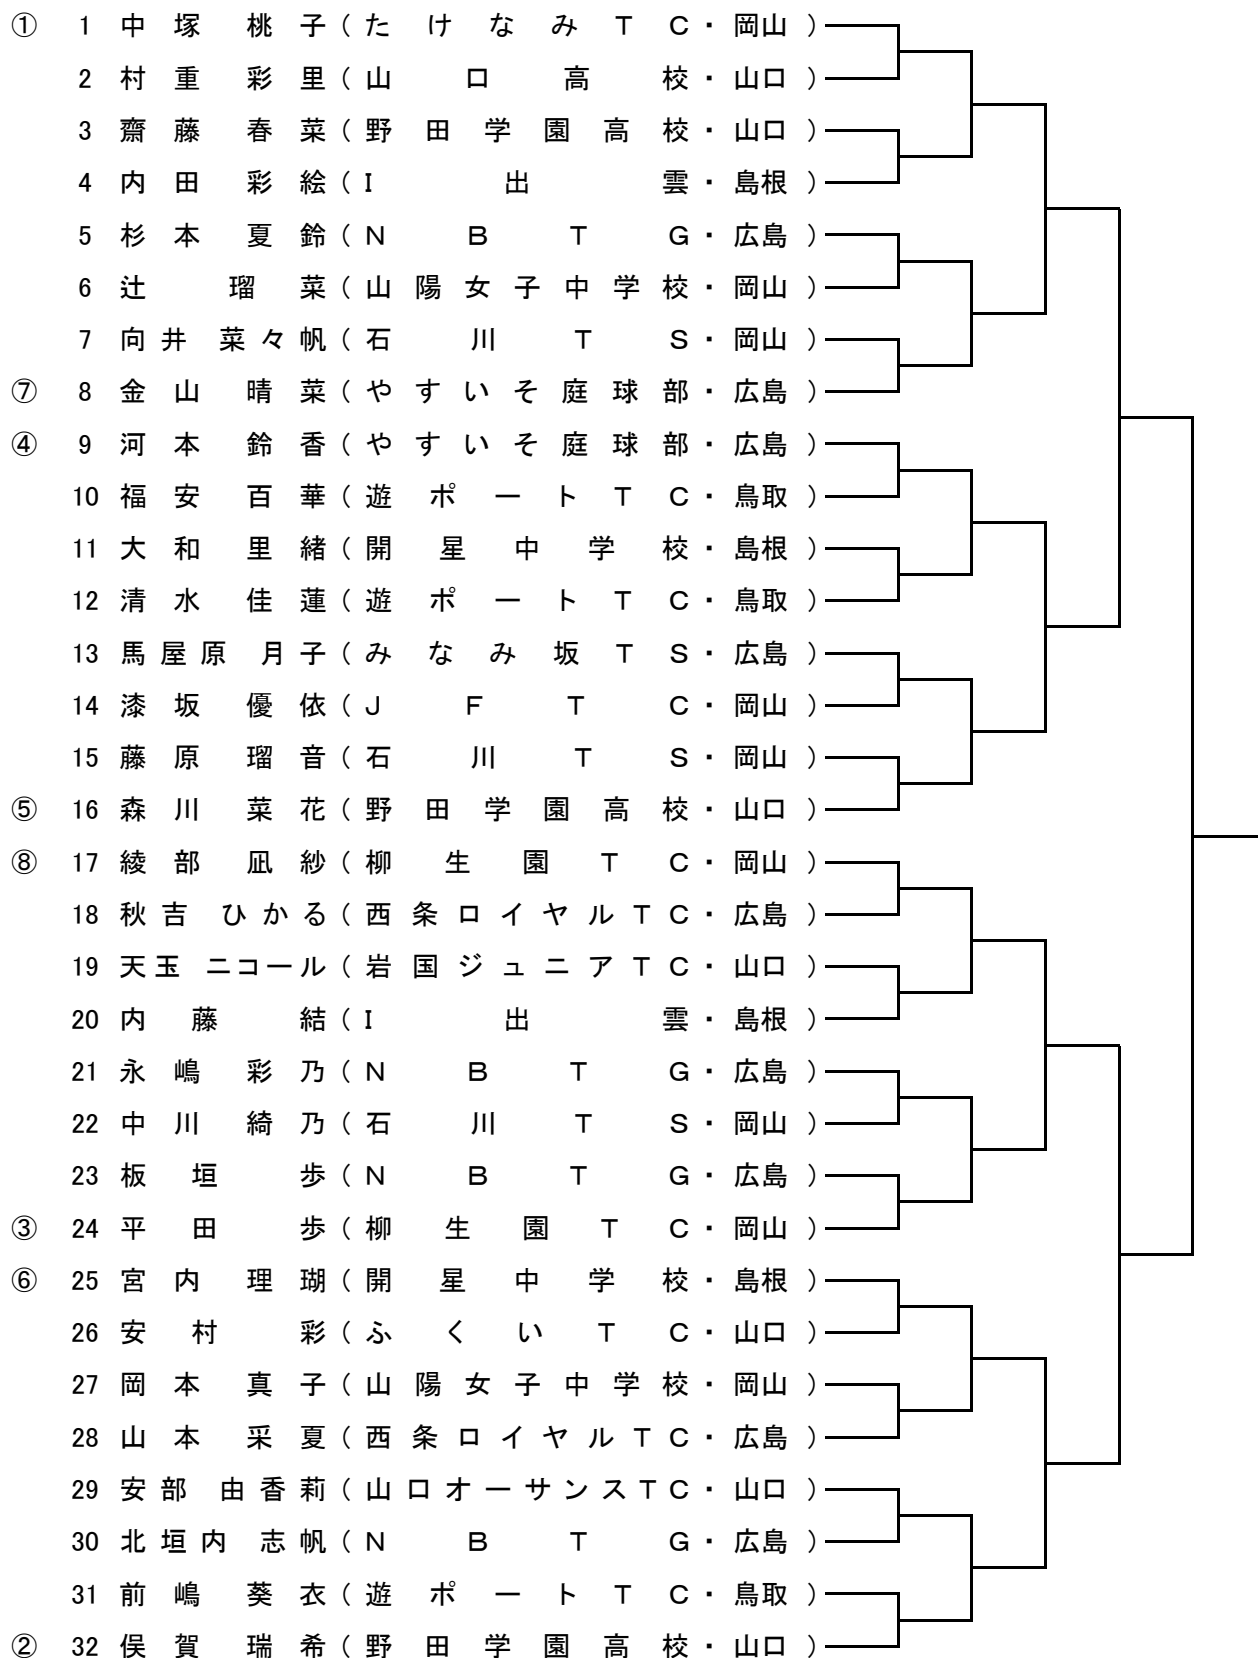 ① 1 中塚 桃子(たけなみTC・岡山)
2 村重 彩里(山口高校・山口)
3 齋藤 春菜(野田学園高校・山口)
4 内田 彩絵(I出雲・島根)
5 杉本 夏鈴(NBTG・広島)
6 辻 瑠菜(山陽女子中学校・岡山)
7 向井 菜々帆(石川TS・岡山)
⑦ 8 金山 晴菜(やすいそ庭球部・広島)
④ 9 河本 鈴香(やすいそ庭球部・広島)
10 福安 百華(遊ポートTC・鳥取)
11 大和 里緒(開星中学校・島根)
12 清水 佳蓮(遊ポートTC・鳥取)
13 馬屋原 月子(みなみ坂TS・広島)
14 漆坂 優依(JFTC・岡山)
15 藤原 瑠音(石川TS・岡山)
⑤ 16 森川 菜花(野田学園高校・山口)
⑧ 17 綾部 凪紗(柳生園TC・岡山)
18 秋吉 ひかる(西条ロイヤルTC・広島)
19 天玉 ニコール(岩国ジュニアTC・山口)
20 内藤 結(I出雲・島根)
21 永嶋 彩乃(NBTG・広島)
22 中川 綺乃(石川TS・岡山)
23 板垣 歩(NBTG・広島)
③ 24 平田 歩(柳生園TC・岡山)
⑥ 25 宮内 理瑚(開星中学校・島根)
26 安村 彩(ふくいTC・山口)
27 岡本 真子(山陽女子中学校・岡山)
28 山本 采夏(西条ロイヤルTC・広島)
29 安部 由香莉(山口オーサンスTC・山口)
30 北垣内 志帆(NBTG・広島)
31 前嶋 葵衣(遊ポートTC・鳥取)
② 32 俣賀 瑞希(野田学園高校・山口)